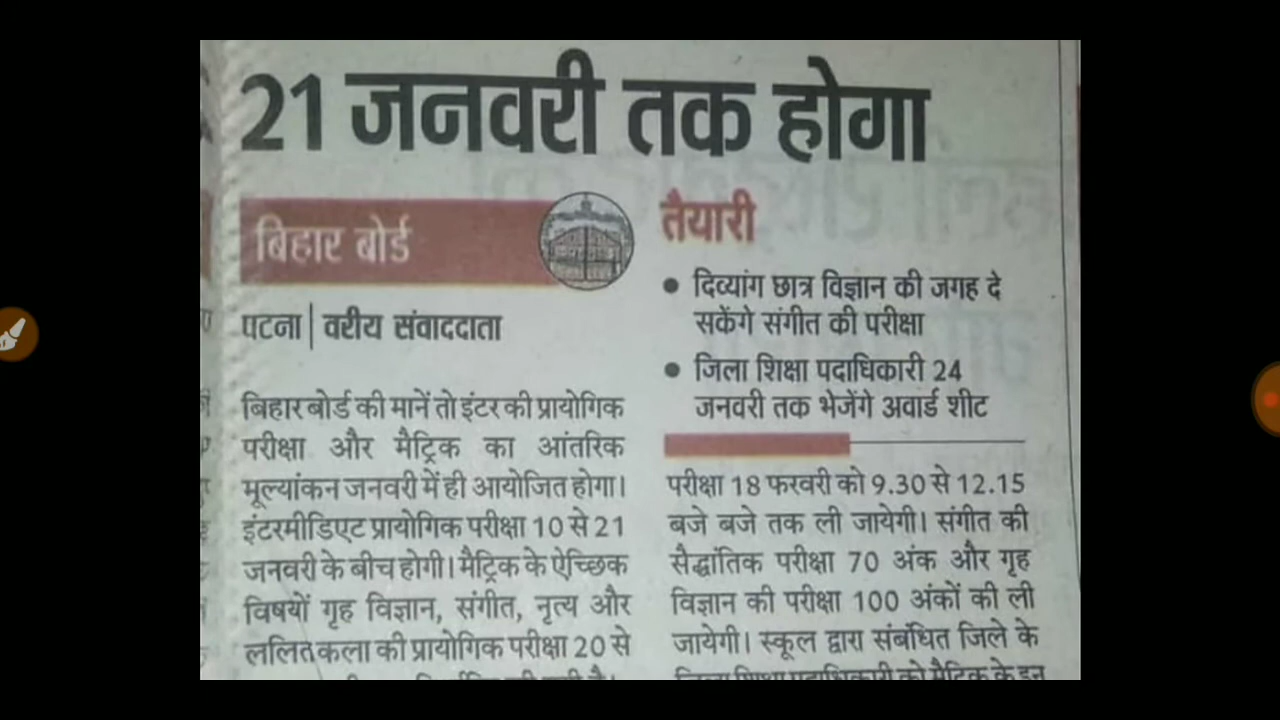 21 जनवरी तक होगा
बिहार बोर्ड
पटना | वरीय संवाददाता
बिहार बोर्ड की मानें तो इंटर की प्रायोगिक
परीक्षा और मैट्रिक का आंतरिक
मूल्यांकन जनवरी में ही आयोजित होगा।
इंटरमीडिएट प्रायोगिक परीक्षा 10 से 21
जनवरी के बीच होगी। मैट्रिक के ऐच्छिक
विषयों गृह विज्ञान, संगीत, नृत्य और
ललित कला की प्रायोगिक परीक्षा 20 से
तैयारी
• दिव्यांग छात्र विज्ञान की जगह दे
सकेंगे संगीत की परीक्षा
• जिला शिक्षा पदाधिकारी 24
जनवरी तक भेजेंगे अवार्ड शीट
परीक्षा 18 फरवरी को 9.30 से 12.15
बजे बजे तक ली जायेगी। संगीत की
सैद्धांतिक परीक्षा 70 अंक और गृह
विज्ञान की परीक्षा 100 अंकों की ली
जायेगी। स्कूल द्वारा संबंधित जिले के